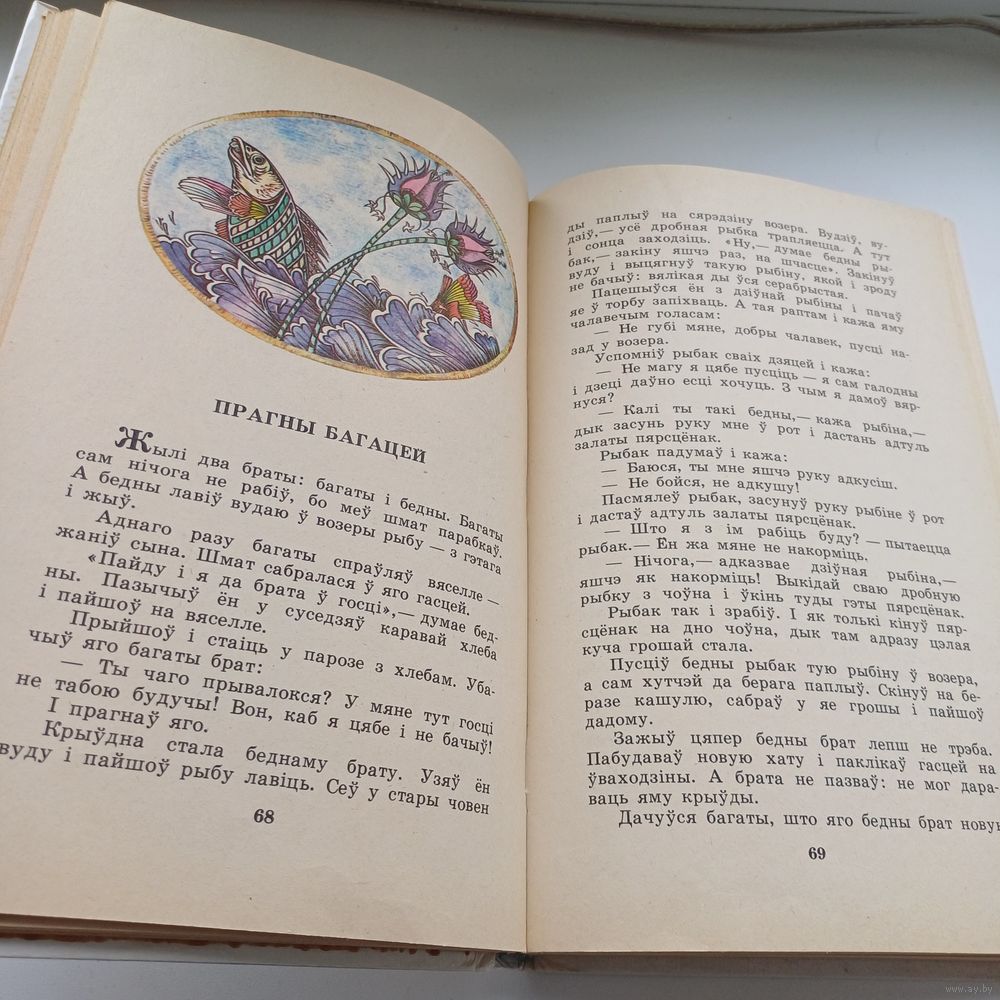 ПРАГНЫ БАГАЦЕЙ
Жылі два браты: багаты і бедны. Багаты
сам нічога не рабіў, бо меў шмат парабкаў.
А бедны лавіў вудаю ў возеры рыбу — з гэтага
і жыў.
Аднаго разу багаты спраўляў вяселле —
жаніў сына. Шмат сабралася ў яго гасцей.
«Пайду і я да брата ў госці»,— думае бед-
ны. Пазычыў ён у суседзяў каравай хлеба
і пайшоў на вяселле.
Прыйшоў і стаіць у парозе з хлебам. Уба-
чыў яго багаты брат:
— Ты чаго прывалокся? У мяне тут госці
не табою будучы! Вон, каб я цябе і не бачыў!
І прагнаў яго.
Крыўдна стала беднаму брату. Узяў ён
вуду і пайшоў рыбу лавіць. Сеў у стары човен
68
ды паплыў на сярэдзіну возера. Вудзіў, ву-
дзіў,— усё дробная рыбка трапляецца. А тут
і сонца заходзіць. «Ну,— думае бедны ры-
бак,— закіну яшчэ раз, на шчасце». Закінуў
вуду і выцягнуў такую рыбіну, якой і зроду
не бачыў: вялікая ды ўся серабрыстая.
Пацешыўся ён з дзіўнай рыбіны і пачаў
яе ў торбу запіхваць. А тая раптам і кажа яму
чалавечым голасам:
— Не губі мяне, добры чалавек, пусці на-
зад у возера.
Успомніў рыбак сваіх дзяцей і кажа:
— Не магу я цябе пусціць — я сам галодны
і дзеці даўно есці хочуць. З чым я дамоў вяр-
нуся?
— Калі ты такі бедны,— кажа рыбіна,—
дык засунь руку мне ў рот і дастань адтуль
залаты пярсцёнак.
Рыбак падумаў і кажа:
— Баюся, ты мне яшчэ руку адкусіш.
— Не бойся, не адкушу!
Пасмялеў рыбак, засунуў руку рыбіне ў рот
і дастаў адтуль залаты пярсцёнак.
— Што я з ім рабіць буду? — пытаецца
рыбак.— Ён жа мяне не накорміць.
— Нічога,— адказвае дзіўная рыбіна,—
яшчэ як накорміць! Выкідай сваю дробную
рыбку з чоўна і ўкінь туды гэты пярсцёнак.
Рыбак так і зрабіў. І як толькі кінуў пяр-
сцёнак на дно чоўна, дык там адразу цэлая
куча грошай стала.
Пусціў бедны рыбак тую рыбіну ў возера,
а сам хутчэй да берага паплыў. Скінуў на бе-
разе кашулю, сабраў у яе грошы і пайшоў
дадому.
Зажыў цяпер бедны брат лепш не трэба.
Пабудаваў новую хату і паклікаў гасцей на
ўваходзіны. А брата не пазваў: не мог дара-
ваць яму крыўды.
Дачуўся багаты, што яго бедны брат новую
69
www.ay.by